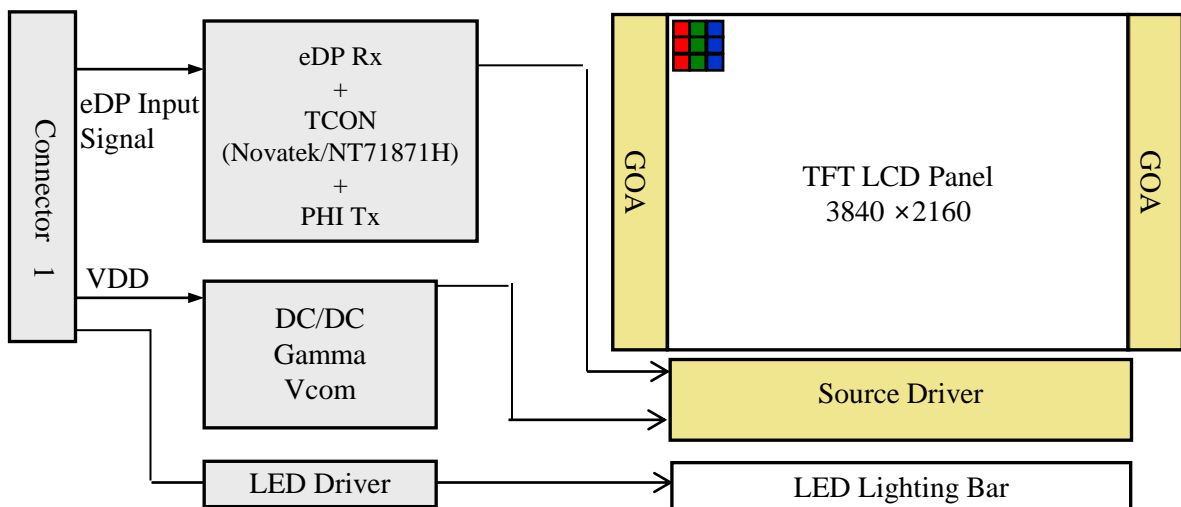 Connector 1
eDP Input
Signal
VDD
eDP Rx
+
TCON
(Novatek/NT71871H)
+
PHI Tx
DC/DC
Gamma
Vcom
LED Driver
GOA
TFT LCD Panel
3840 ×2160
GOA
Source Driver
LED Lighting Bar